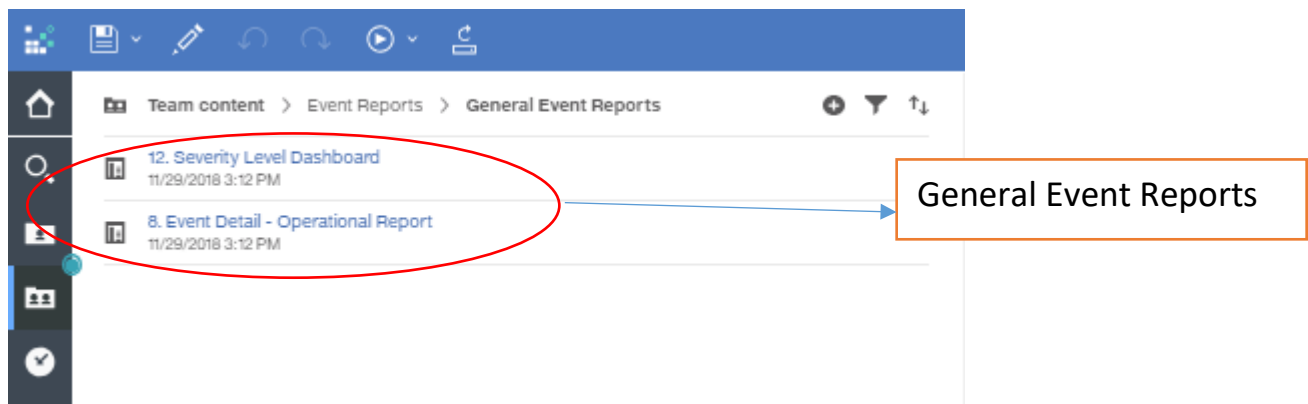 Team content > Event Reports > General Event Reports
12. Severity Level Dashboard
11/29/2018 3:12 PM
General Event Reports
8. Event Detail - Operational Report
11/29/2018 3:12 PM